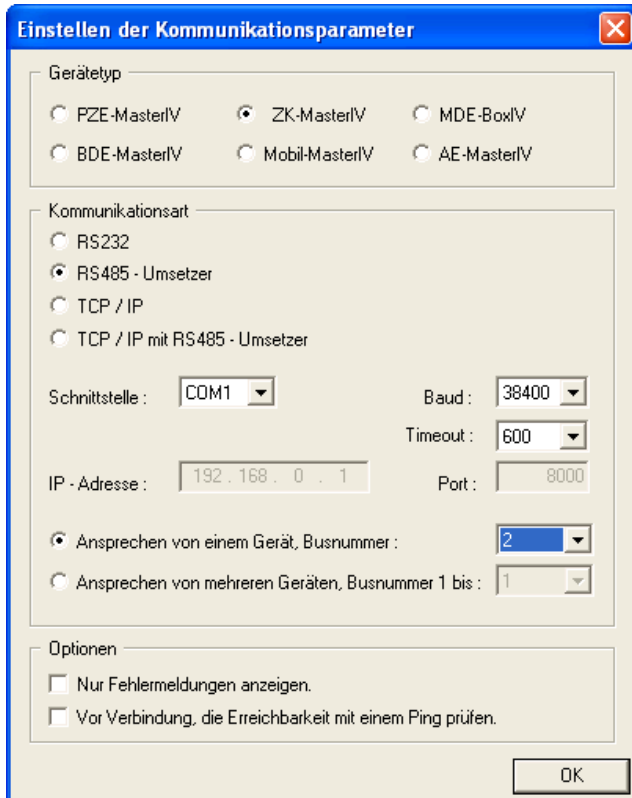 Einstellen der Kommunikationsparameter
Gerätetyp
PZE-MasterIV ZK-MasterIV MDE-BoxIV
BDE-MasterIV Mobil-MasterIV AE-MasterIV
Kommunikationsart
RS232
RS485 - Umsetzer
TCP / IP
TCP / IP mit RS485 - Umsetzer
Schnittstelle : COM1 Baud : 38400
Timeout : 600
IP - Adresse : 192 . 168 . 0 . 1 Port : 8000
Ansprechen von einem Gerät, Busnummer : 2
Ansprechen von mehreren Geräten, Busnummer 1 bis : 1
Optionen
Nur Fehlermeldungen anzeigen.
Vor Verbindung, die Erreichbarkeit mit einem Ping prüfen.
OK